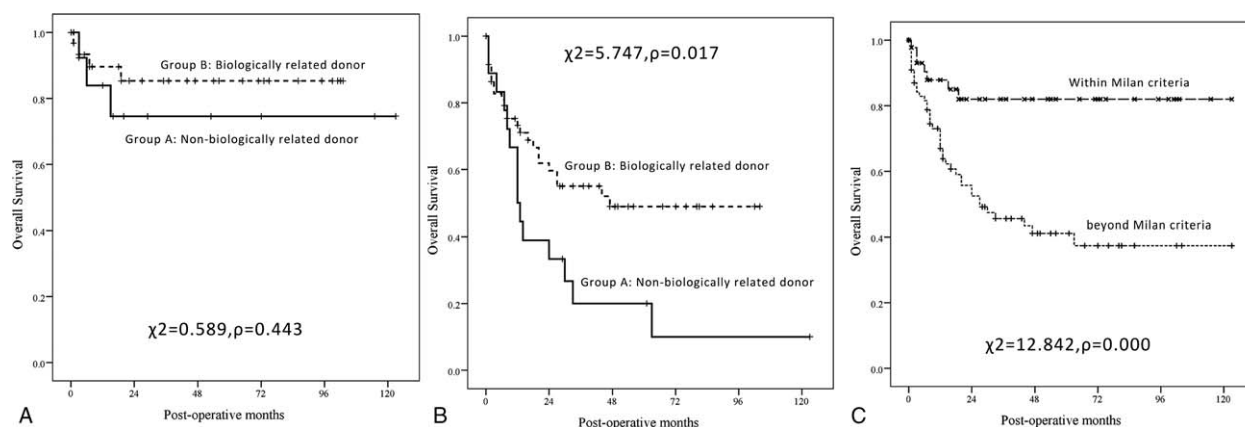 A
Overall Survival
1.0
0.8
0.6
0.4
0.2
0.0
Group B: Biologically related donor
Group A: Non-biologically related donor
χ2=0.589,ρ=0.443
0 24 48 72 96 120
Post-operative months
B
Overall Survival
1.0
0.8
0.6
0.4
0.2
0.0
χ2=5.747,ρ=0.017
Group B: Biologically related donor
Group A: Non-biologically related donor
0 24 48 72 96 120
Post-operative months
C
Overall Survival
1.0
0.8
0.6
0.4
0.2
0.0
Within Milan criteria
beyond Milan criteria
χ2=12.842,ρ=0.000
0 24 48 72 96 120
Post-operative months